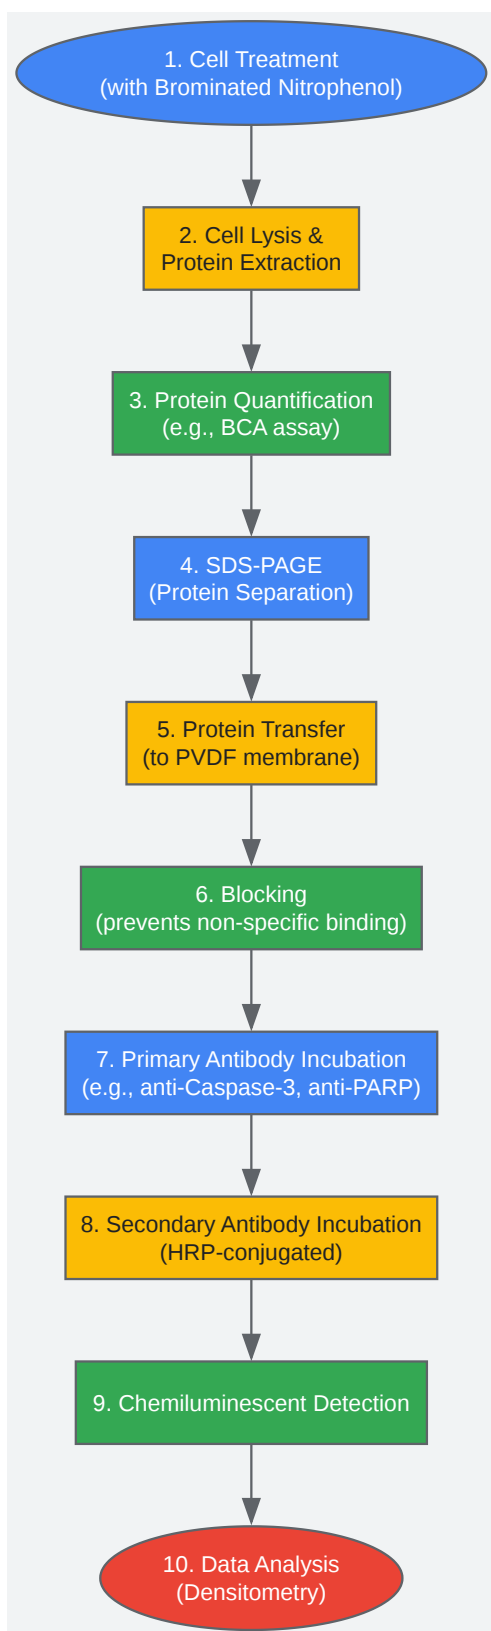 1. Cell Treatment
(with Brominated Nitrophenol)
2. Cell Lysis &
Protein Extraction
3. Protein Quantification
(e.g., BCA assay)
4. SDS-PAGE
(Protein Separation)
5. Protein Transfer
(to PVDF membrane)
6. Blocking
(prevents non-specific binding)
7. Primary Antibody Incubation
(e.g., anti-Caspase-3, anti-PARP)
8. Secondary Antibody Incubation
(HRP-conjugated)
9. Chemiluminescent Detection
10. Data Analysis
(Densitometry)